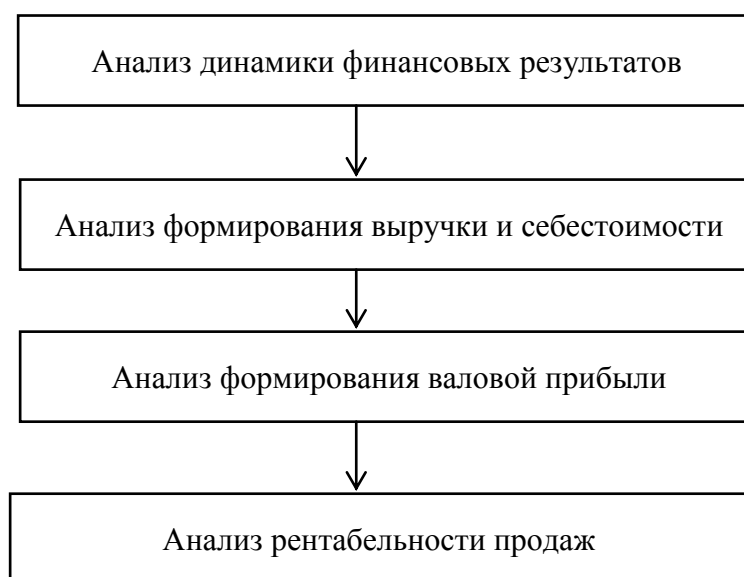 Анализ динамики финансовых результатов
Анализ формирования выручки и себестоимости
Анализ формирования валовой прибыли
Анализ рентабельности продаж